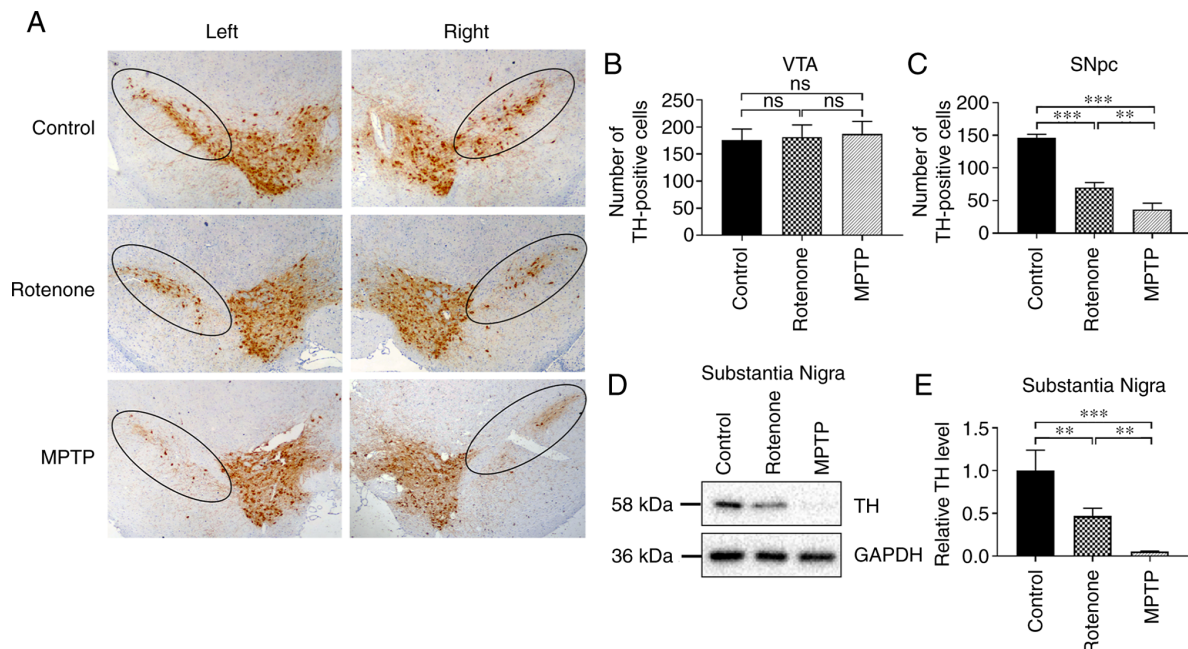 A
Left
Right
Control
Rotenone
MPTP
B
VTA
ns
ns
ns
Number of
TH-positive cells
250
200
150
100
50
0
Control
Rotenone
MPTP
C
SNpc
***
***
**
Number of
TH-positive cells
200
150
100
50
0
Control
Rotenone
MPTP
D
Substantia Nigra
Control
Rotenone
MPTP
58 kDa
TH
36 kDa
GAPDH
E
Substantia Nigra
***
**
**
Relative TH level
1.5
1.0
0.5
0.0
Control
Rotenone
MPTP